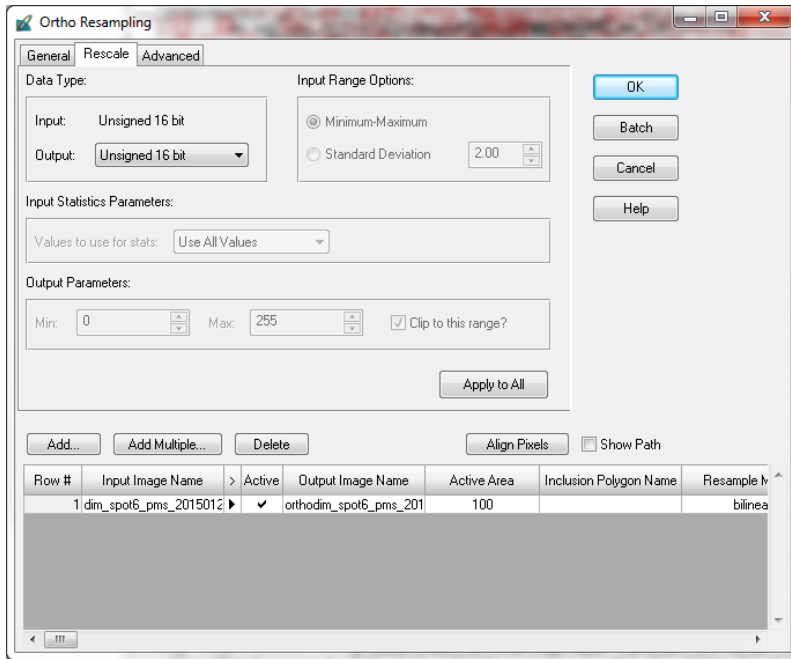 Ortho Resampling
General Rescale Advanced
Data Type:
Input: Unsigned 16 bit
Output: Unsigned 16 bit
Input Range Options:
Minimum-Maximum
Standard Deviation 2.00
OK
Batch
Cancel
Help
Input Statistics Parameters:
Values to use for stats: Use All Values
Output Parameters:
Min: 0 Max: 255 Clip to this range?
Apply to All
Add... Add Multiple... Delete Align Pixels Show Path
Row # Input Image Name > Active Output Image Name Active Area Inclusion Polygon Name Resample M
1 dim_spot6_pms_2015012 orthodim_spot6_pms_201 100 bilinea